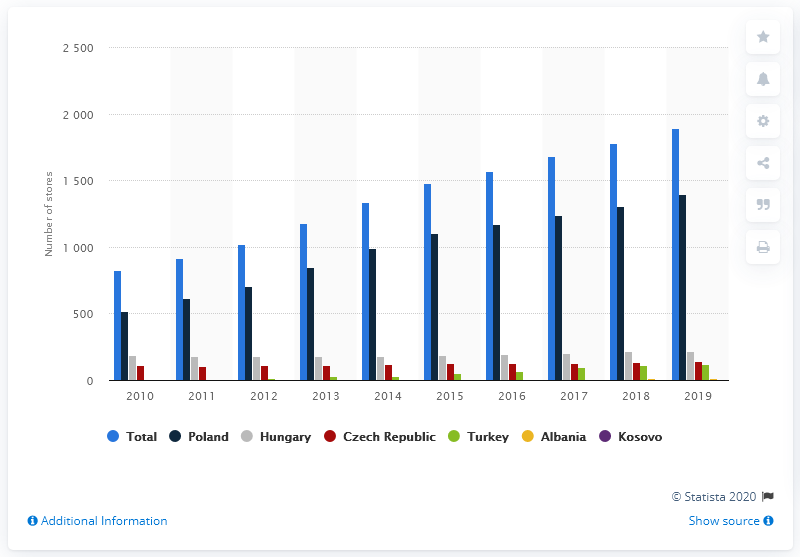 2 500
2 000
1 500
1 000
500
0
Number of stores
2010 2011 2012 2013 2014 2015 2016 2017 2018 2019
Total Poland Hungary Czech Republic Turkey Albania Kosovo
© Statista 2020
Additional Information Show source